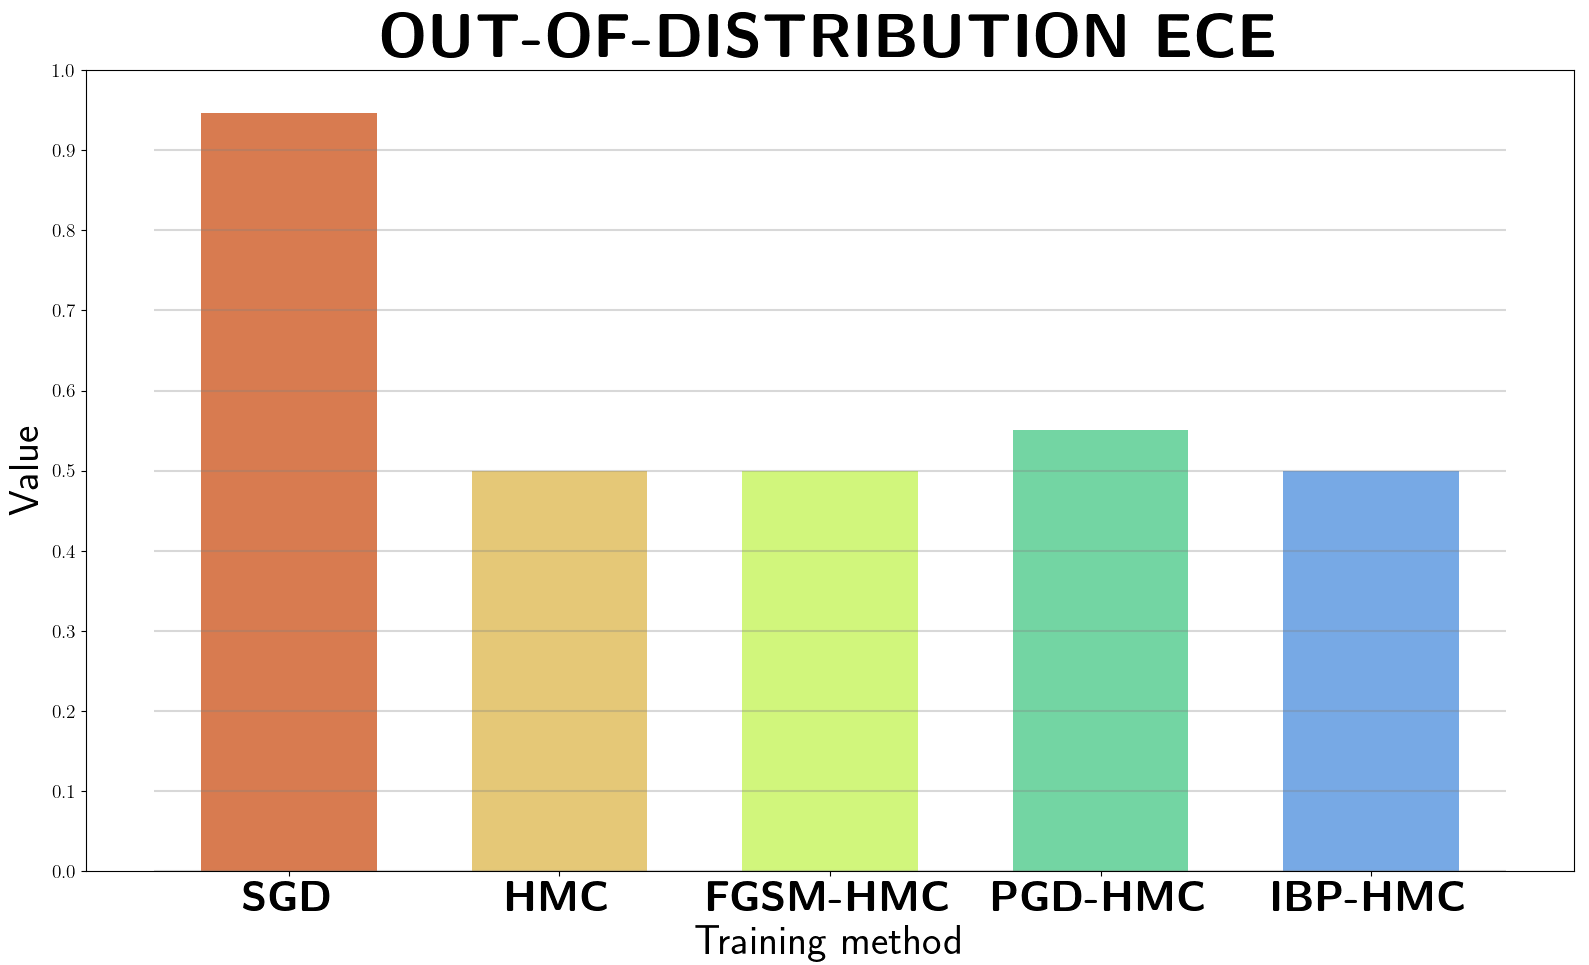 OUT-OF-DISTRIBUTION ECE
1.0
0.9
0.8
0.7
0.6
0.5
0.4
0.3
0.2
0.1
0.0
Value
SGD HMC FGSM-HMC PGD-HMC IBP-HMC
Training method